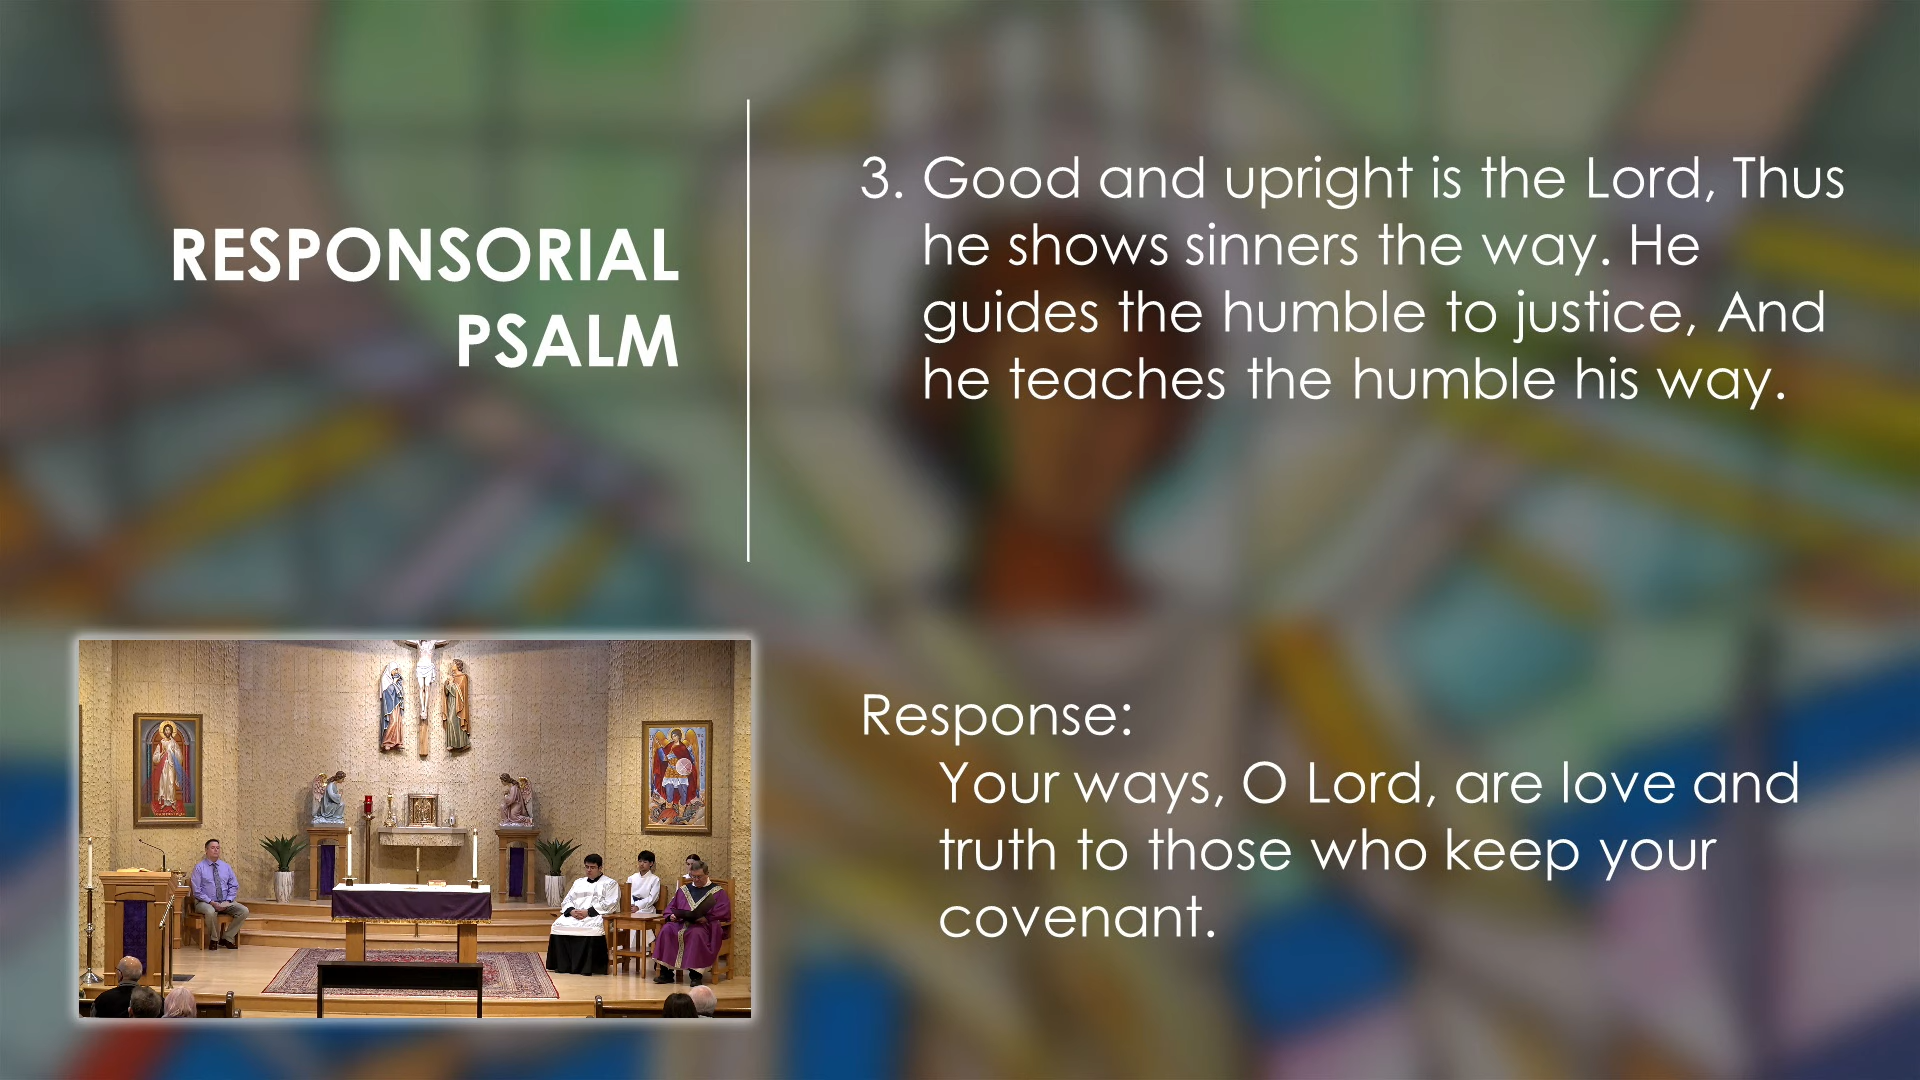 RESPONSORIAL
PSALM
3. Good and upright is the Lord, Thus
he shows sinners the way. He
guides the humble to justice, And
he teaches the humble his way.
Response:
Your ways, O Lord, are love and
truth to those who keep your
covenant.